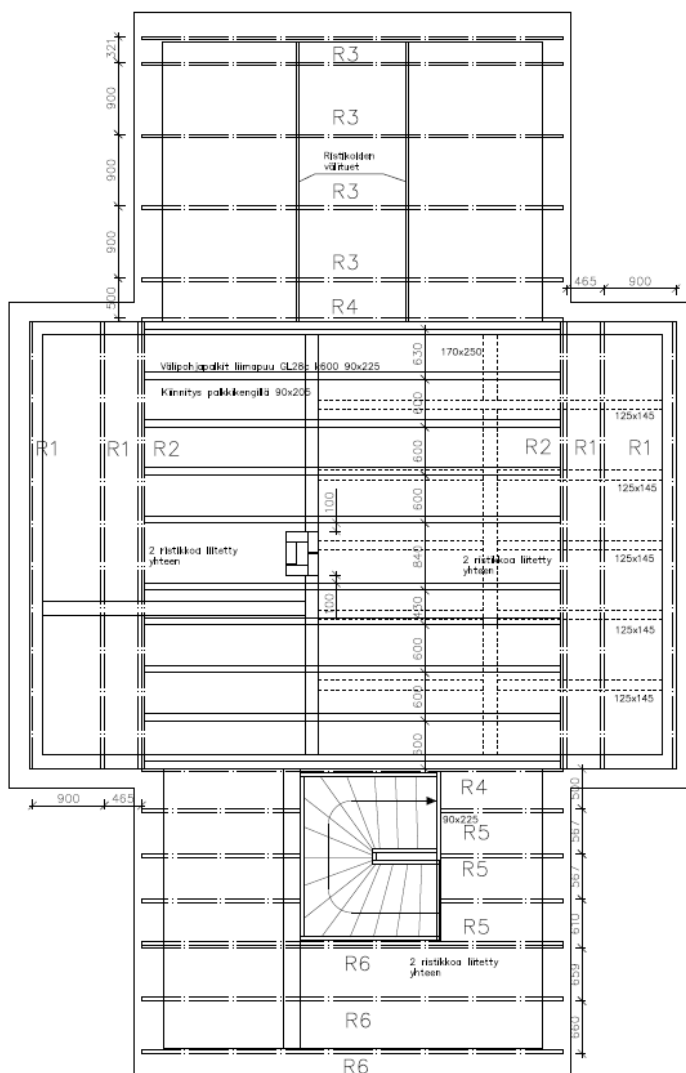 321
R3
900
R3
Ristikoiden
välituet
900
R3
900
R3
465
900
500
R4
630
170x250
Välipohjapalkit liimapuu GL28c k600 90x225
Kiinnitys palkkikengillä 90x205
600
125x145
R1
R1
R2
600
R2
R1
R1
600
125x145
100
2 ristikkoa liitetty
yhteen
840
2 ristikkoa liitetty
yhteen
125x145
100
430
125x145
600
125x145
600
500
900
465
R4
500
90x225
R5
567
R5
567
R5
610
R6
2 ristikkoa liitetty
yhteen
659
R6
660
R6